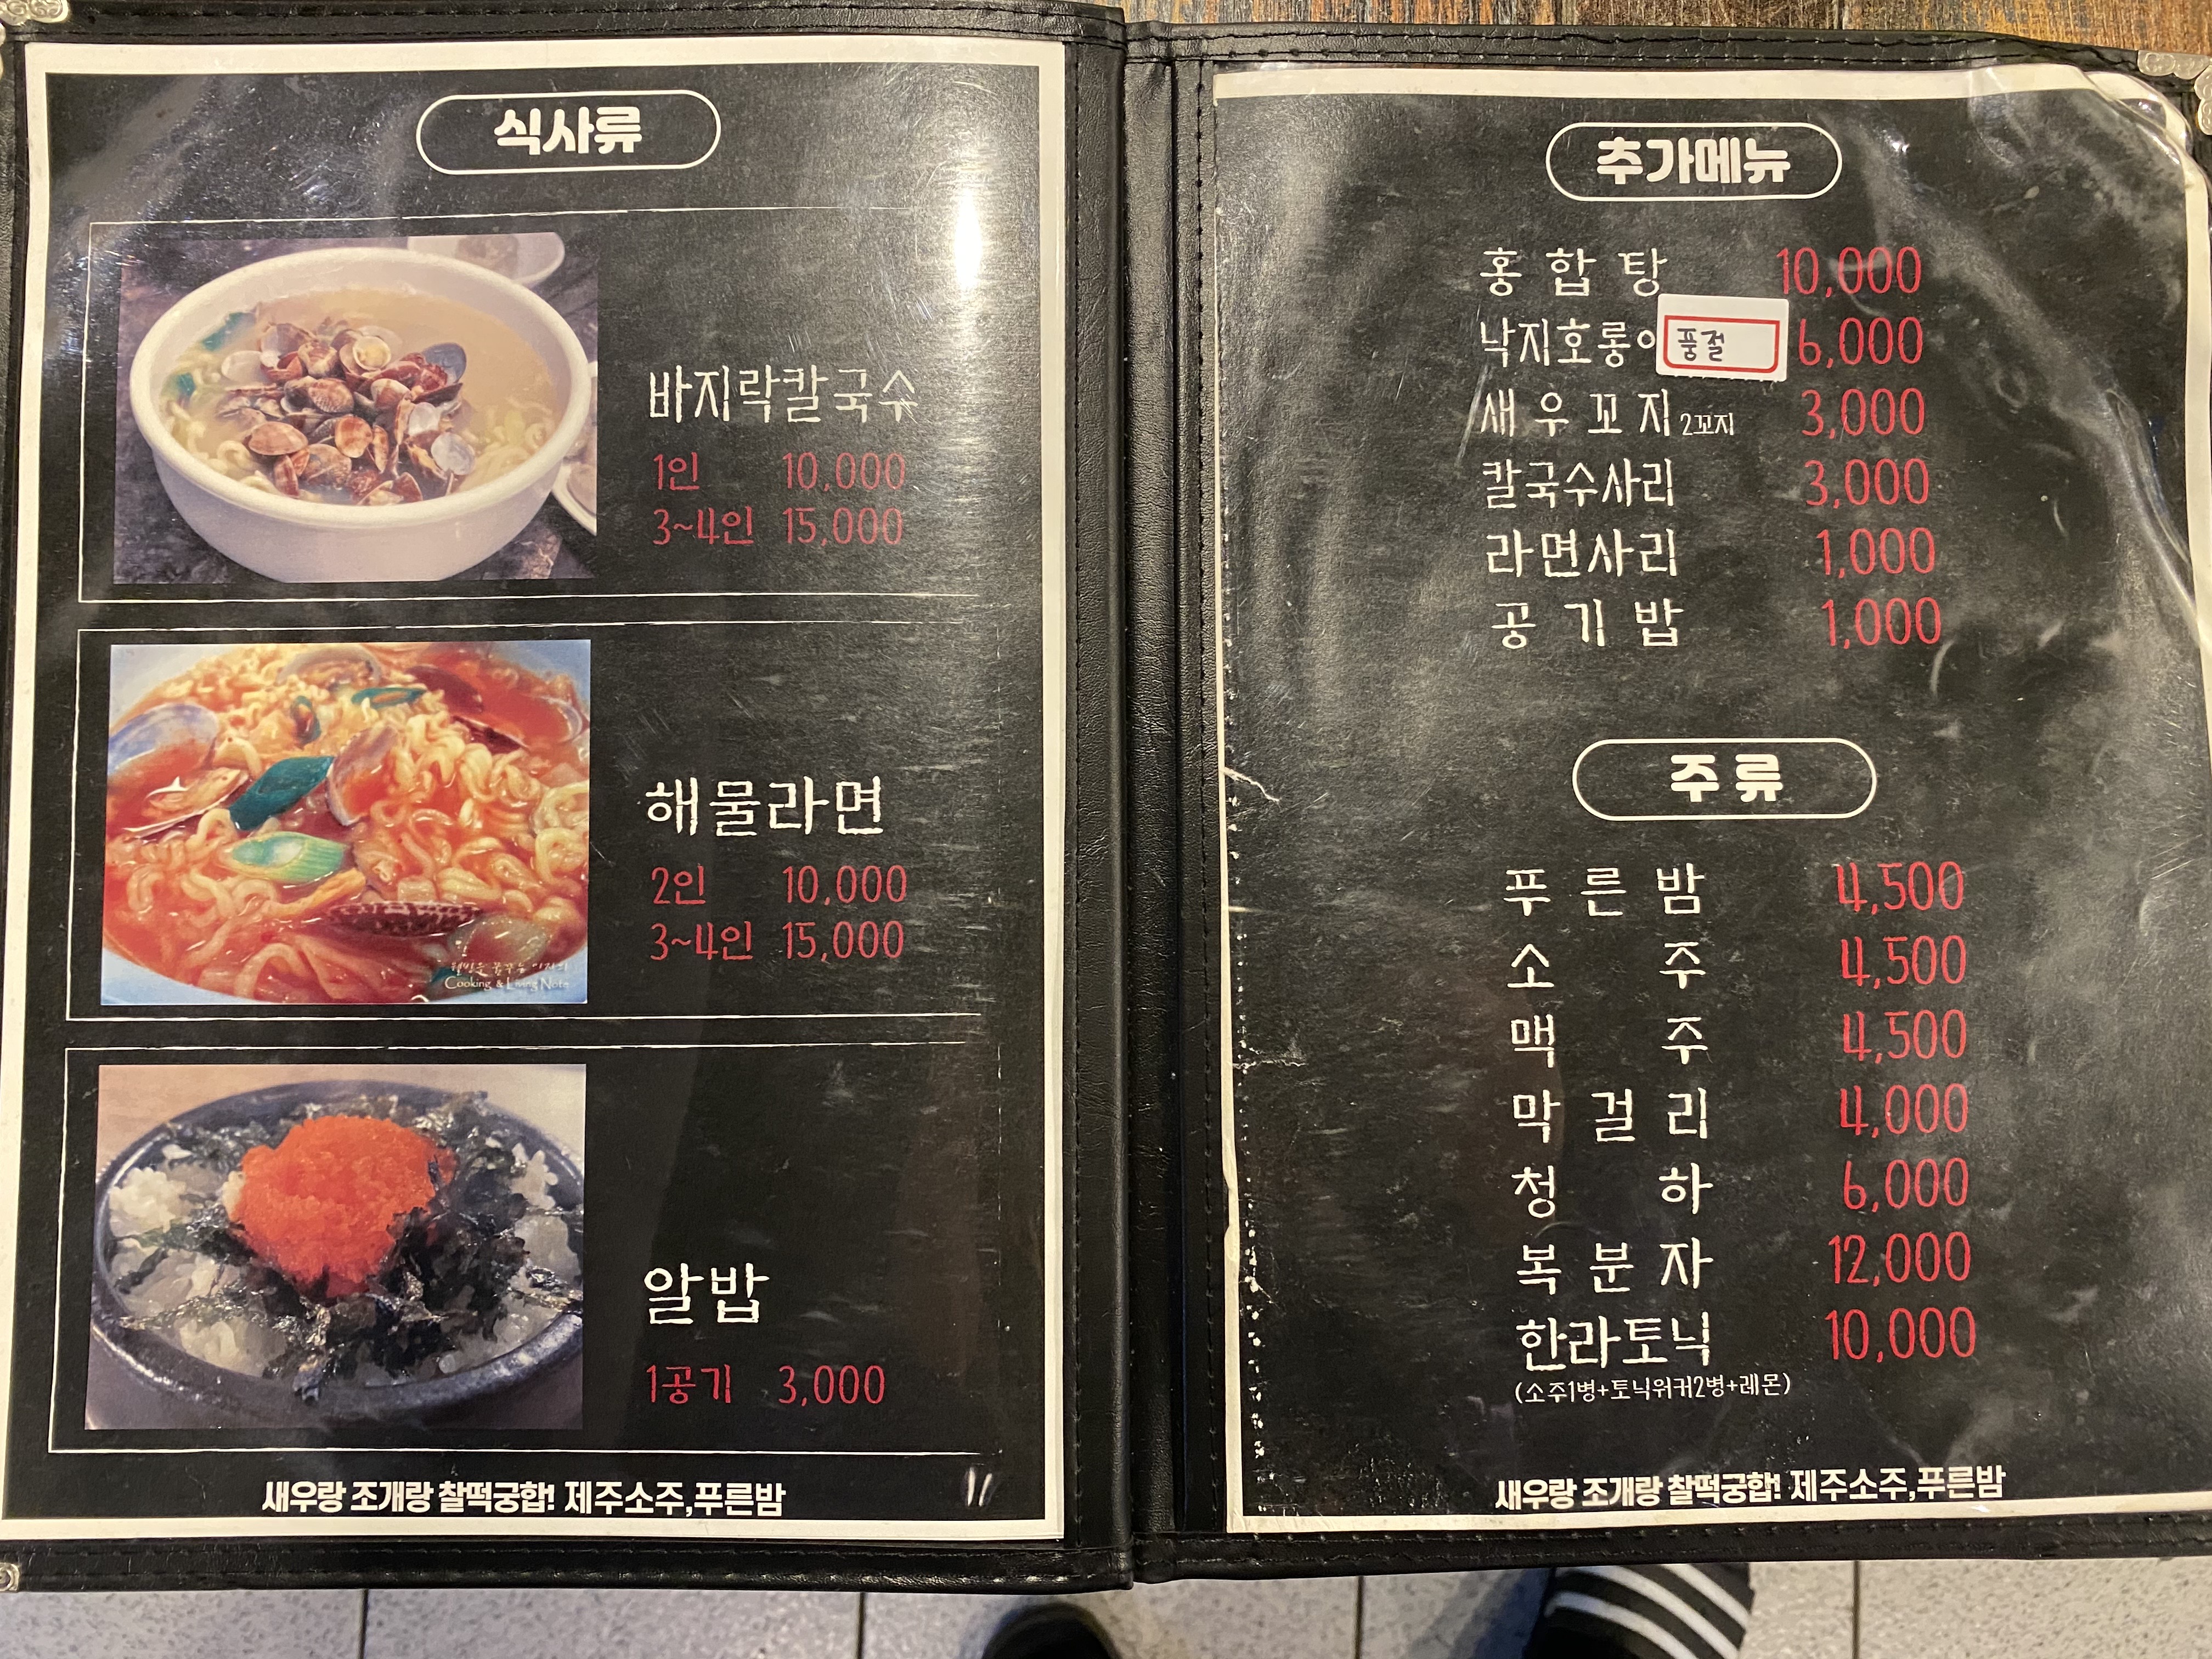 식사류
바지락칼국수
1인 10,000
3~4인 15,000
해물라면
2인 10,000
3~4인 15,000
Cooking & Living Note
알밥
1공기 3,000
새우랑 조개랑 찰떡궁합! 제주소주,푸른밤
추가메뉴
홍합탕 10,000
낙지호롱이 품절 6,000
새우꼬지 2꼬지 3,000
칼국수사리 3,000
라면사리 1,000
공기밥 1,000
주류
푸른밤 4,500
소주 4,500
맥주 4,500
막걸리 4,000
청하 6,000
복분자 12,000
한라토닉 10,000
(소주1병+토닉워커2병+레몬)
새우랑 조개랑 찰떡궁합! 제주소주,푸른밤